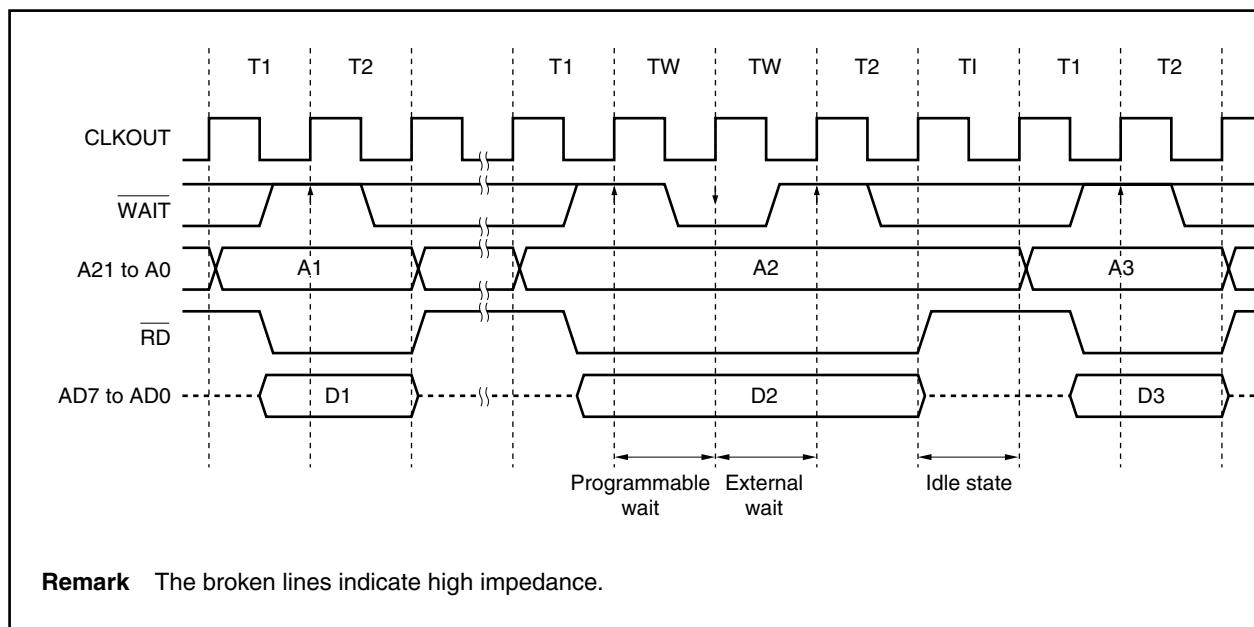 T1 T2 T1 TW TW T2 TI T1 T2
CLKOUT
WAIT
A21 to A0 A1 A2 A3
RD
AD7 to AD0 D1 D2 D3
Programmable wait
External wait
Idle state
Remark The broken lines indicate high impedance.